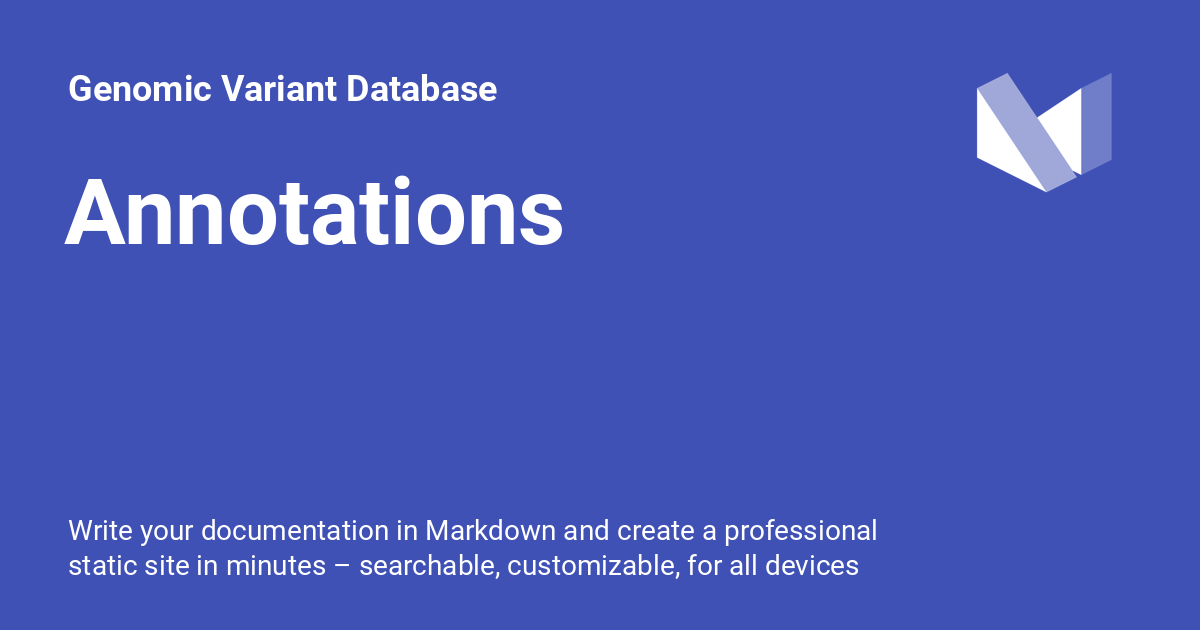 Genomic Variant Database
Annotations
Write your documentation in Markdown and create a professional
static site in minutes – searchable, customizable, for all devices